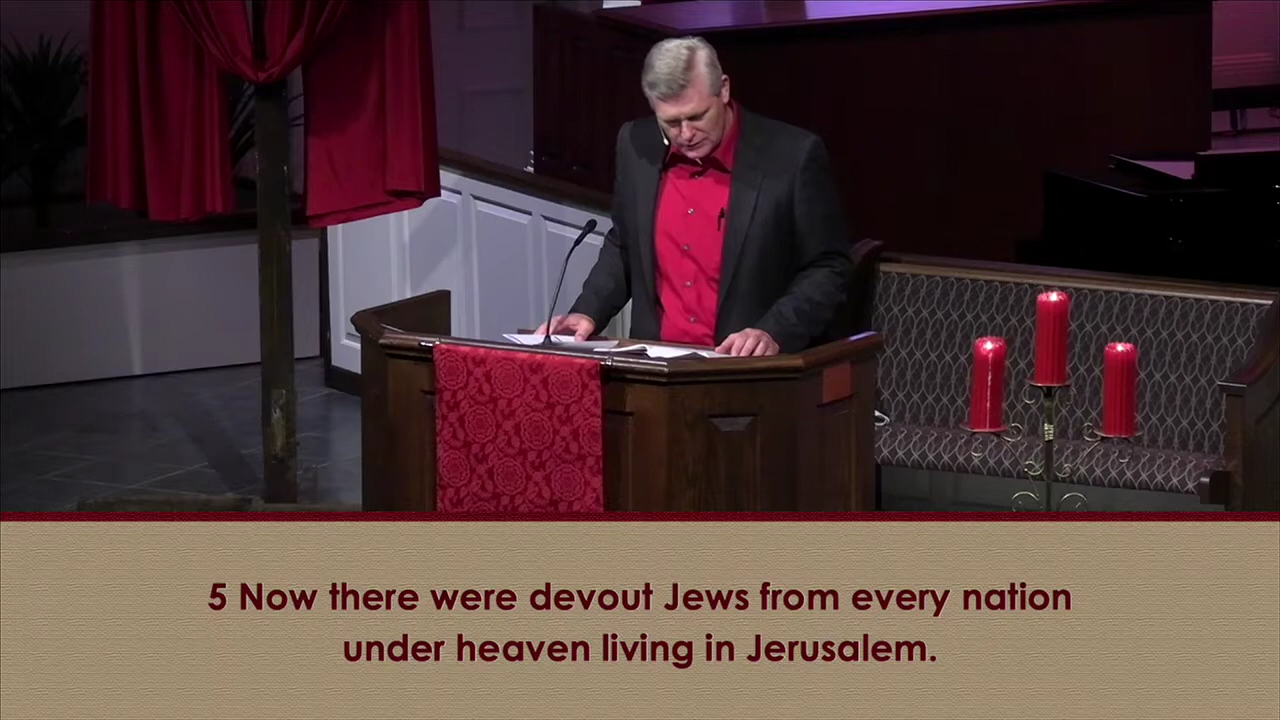 5 Now there were devout Jews from every nation
under heaven living in Jerusalem.